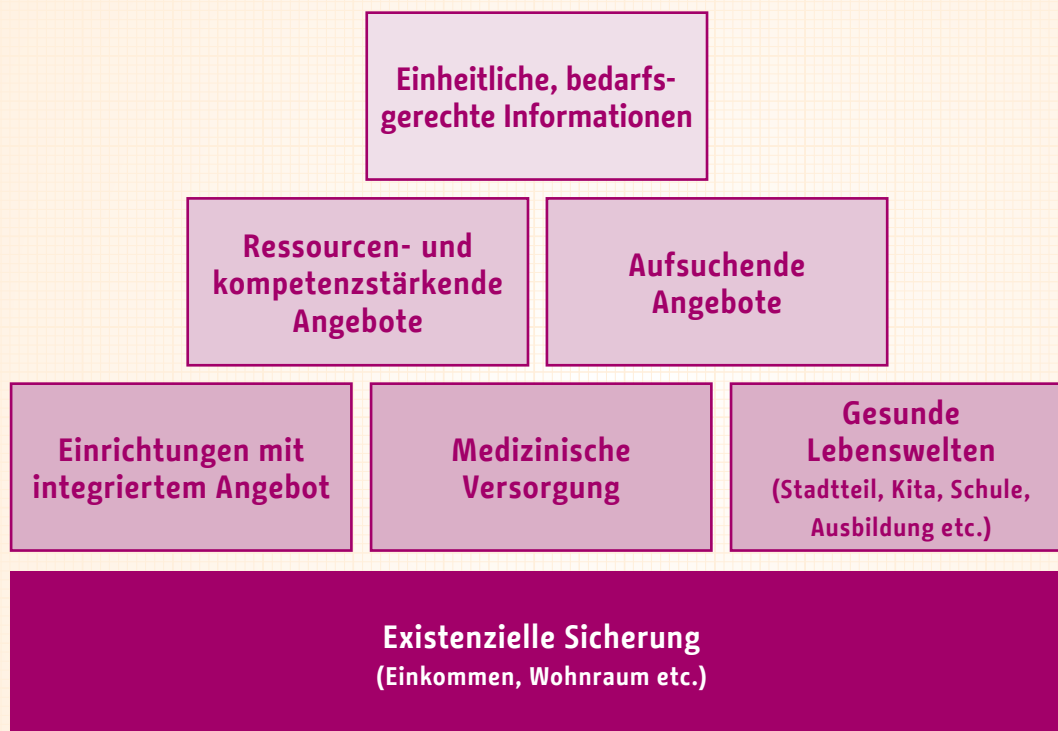 Einheitliche, bedarfs-
gerechte Informationen
Ressourcen- und
kompetenzstärkende
Angebote
Aufsuchende
Angebote
Einrichtungen mit
integriertem Angebot
Medizinische
Versorgung
Gesunde
Lebenswelten
(Stadtteil, Kita, Schule,
Ausbildung etc.)
Existenzielle Sicherung
(Einkommen, Wohnraum etc.)